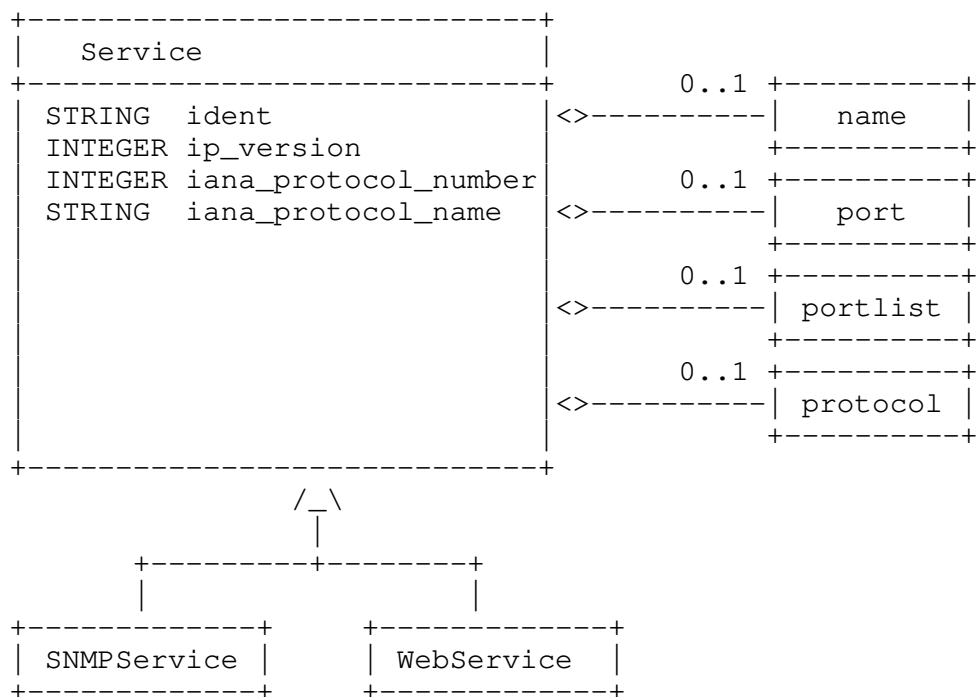 Service
0..1
STRING ident name
INTEGER ip_version
INTEGER iana_protocol_number 0..1
STRING iana_protocol_name port
0..1
portlist
0..1
protocol
SNMPService WebService